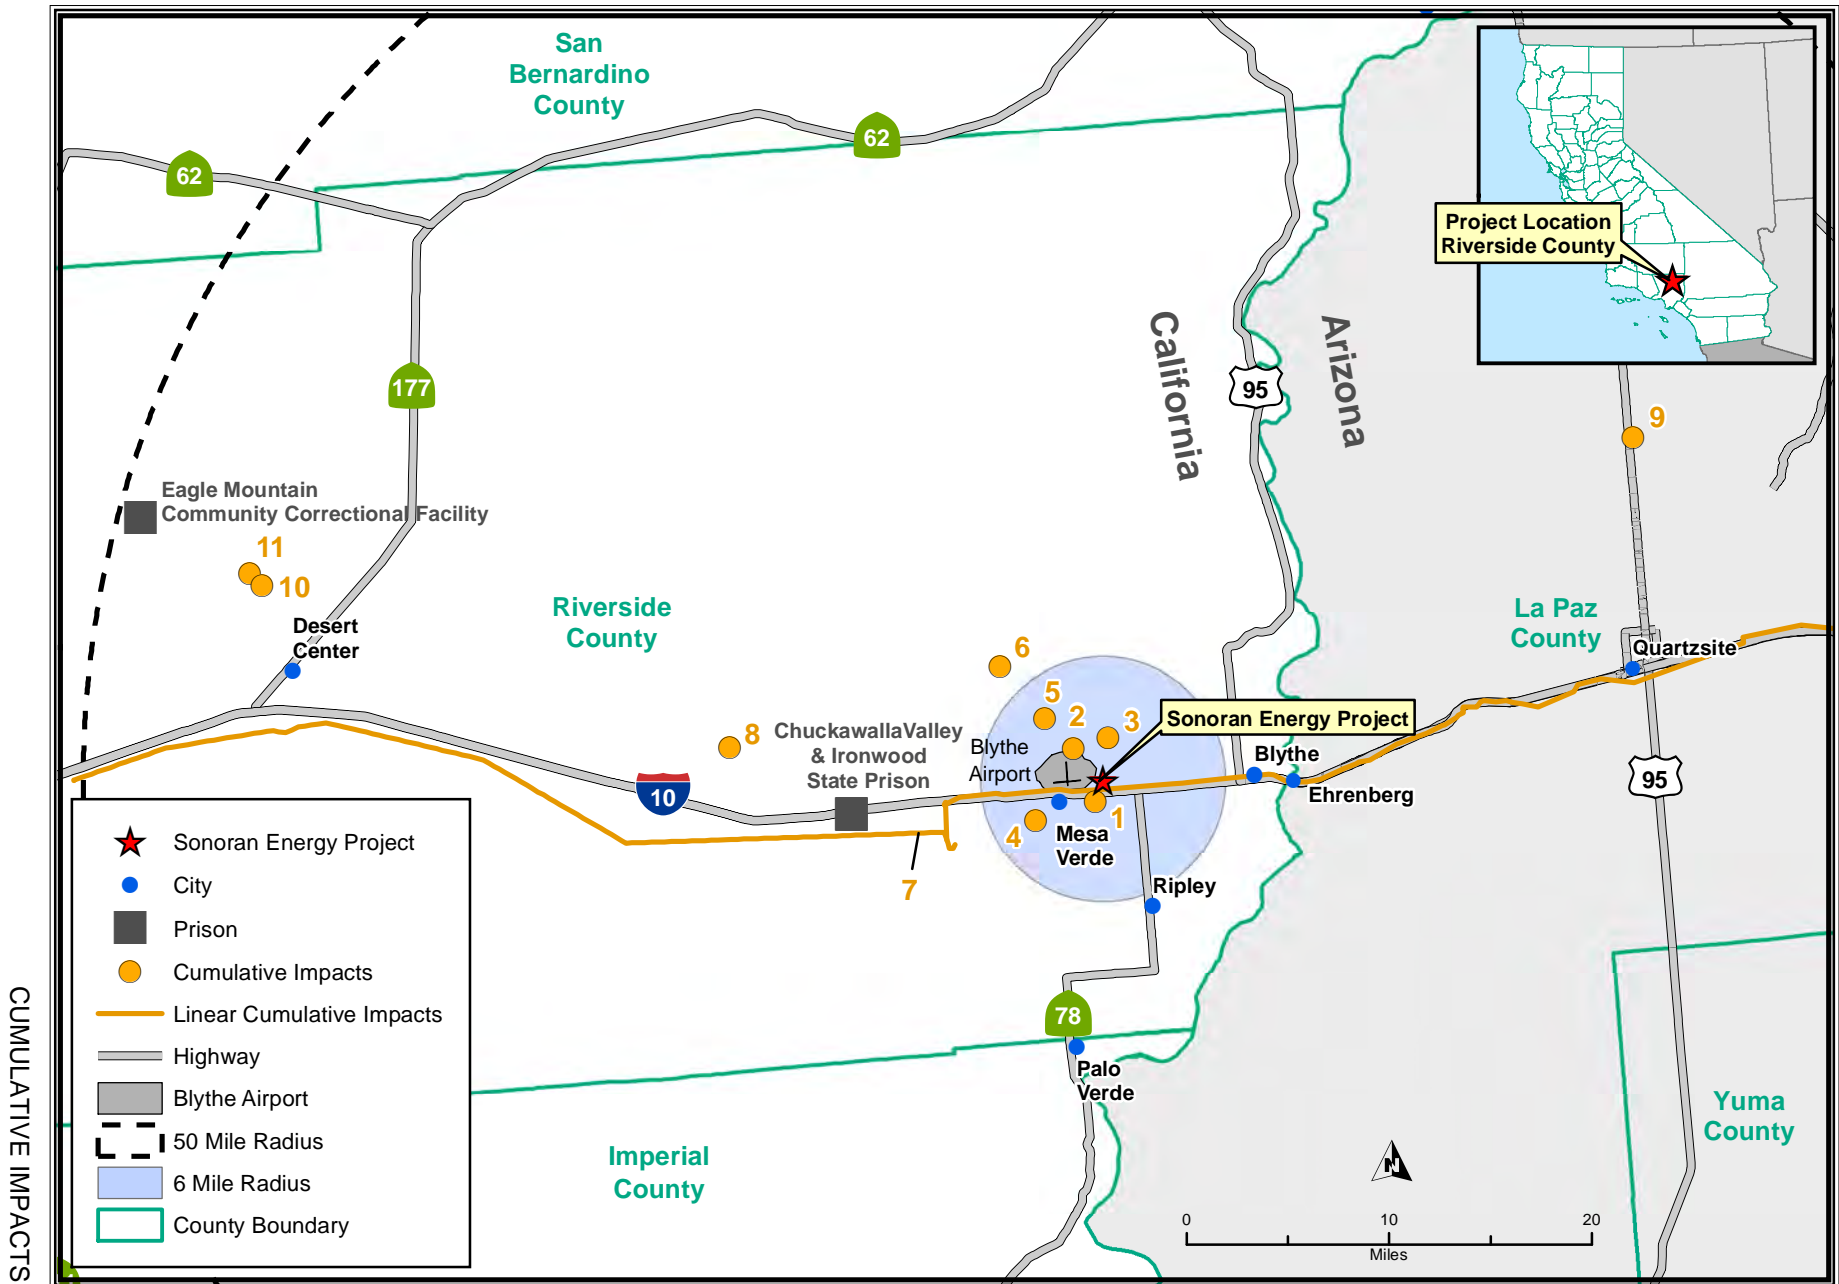 San
Bernardino
County
62
62
Project Location
Riverside County
177
California
95
Arizona
9
Eagle Mountain
Community Correctional Facility
11
10
Desert
Center
Riverside
County
La Paz
County
Quartzsite
6
5
2
3
Sonoran Energy Project
8
ChuckawallaValley
& Ironwood
State Prison
Blythe
Airport
Blythe
Ehrenberg
10
95
1
4
Mesa
Verde
7
Ripley
78
Palo
Verde
Imperial
County
Yuma
County
N
0 10 20
Miles
Sonoran Energy Project
City
Prison
Cumulative Impacts
Linear Cumulative Impacts
Highway
Blythe Airport
50 Mile Radius
6 Mile Radius
County Boundary
CUMULATIVE IMPACTS